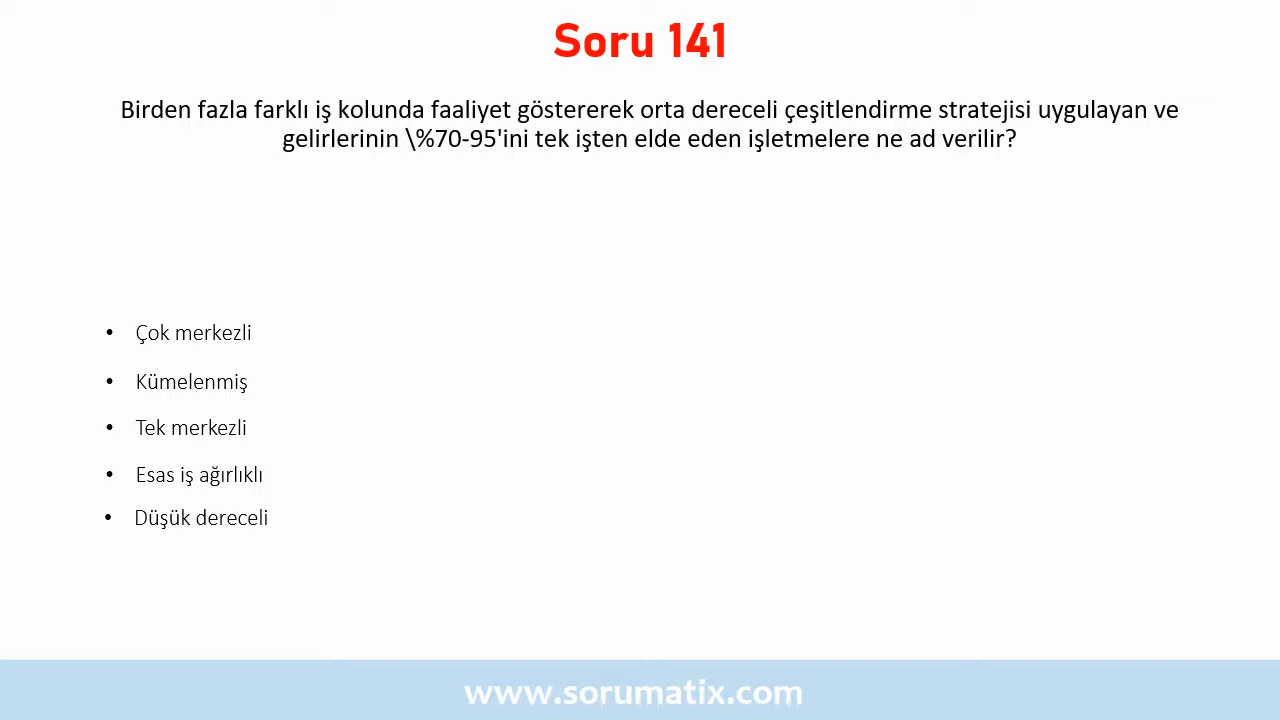 Soru 141
Birden fazla farklı iş kolunda faaliyet göstererek orta dereceli çeşitlendirme stratejisi uygulayan ve
gelirlerinin \%70-95'ini tek işten elde eden işletmelere ne ad verilir?
• Çok merkezli
• Kümelenmiş
• Tek merkezli
• Esas iş ağırlıklı
• Düşük dereceli
www.sorumatix.com